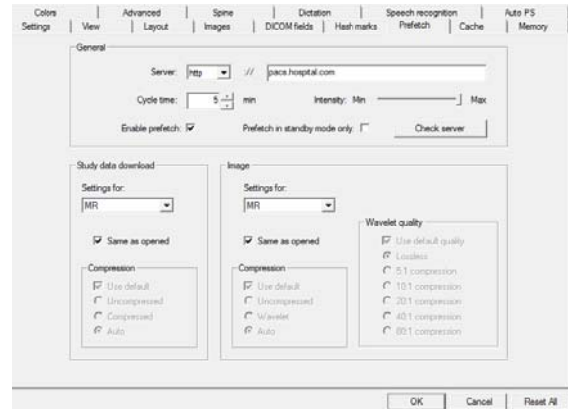 Colors Advanced Spine Dictation Speech recognition Auto PS
Settings View Layout Images DICOM fields Hash marks Prefetch Cache Memory
General
Server: http :// pacs.hospital.com
Cycle time: 5 min Intensity: Min Max
Enable prefetch: Prefetch in standby mode only: Check server
Study data download
Settings for:
MR
Same as opened
Compression
Use default
Uncompressed
Compressed
Auto
Image
Settings for:
MR
Same as opened
Compression
Use default
Uncompressed
Wavelet
Auto
Wavelet quality
Use default quality
Lossless
5:1 compression
10:1 compression
20:1 compression
40:1 compression
80:1 compression
OK Cancel Reset All